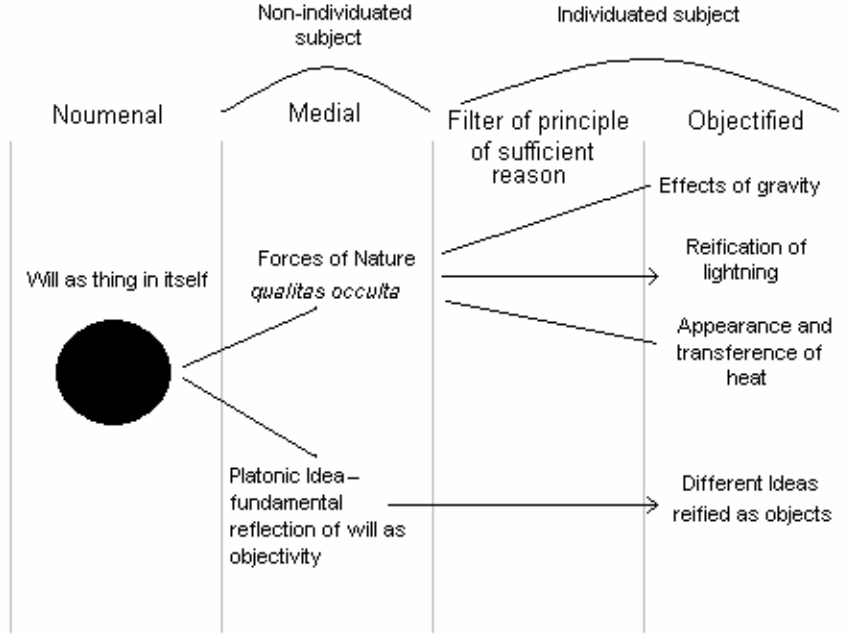 Non-individuated
subject
Individuated subject
Noumenal
Medial
Filter of principle
of sufficient
reason
Objectified
Will as thing in itself
Forces of Nature
qualitas occulta
Effects of gravity
Reification of
lightning
Appearance and
transference of
heat
Platonic Idea–
fundamental
reflection of will as
objectivity
Different Ideas
reified as objects